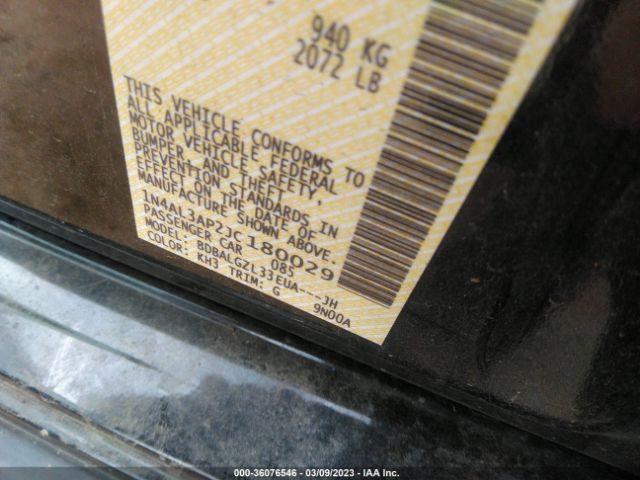 940 KG
2072 LB
THIS VEHICLE CONFORMS TO
ALL APPLICABLE FEDERAL
MOTOR VEHICLE SAFETY,
BUMPER, AND THEFT
PREVENTION STANDARDS IN
EFFECT ON THE DATE OF
MANUFACTURE SHOWN ABOVE.
1N4AL3AP2JC180029
PASSENGER CAR 085
MODEL: BDBALGZL33EUA---JH
COLOR: KH3 TRIM: G 9N00A
000-36076546 - 03/09/2023 - IAA Inc.